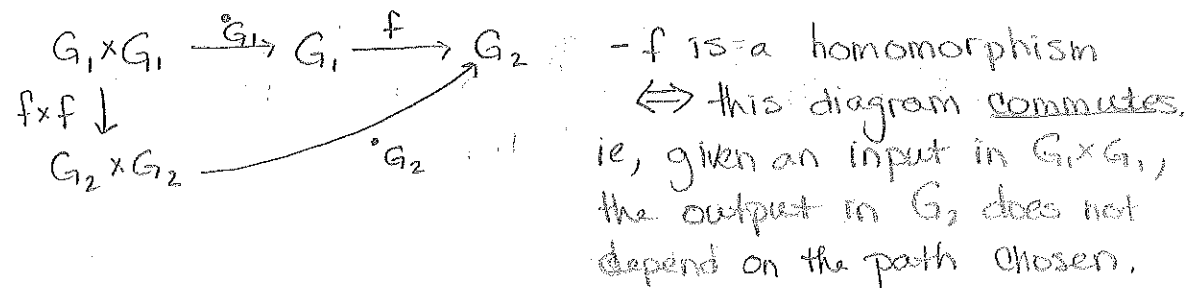 G₁×G₁ —•G₁→ G₁ —f→ G₂
f×f ↓
G₂×G₂ → •G₂
- f is a homomorphism
⇔ this diagram commutes.
ie, given an input in G₁×G₁,
the output in G₂ does not
depend on the path chosen.